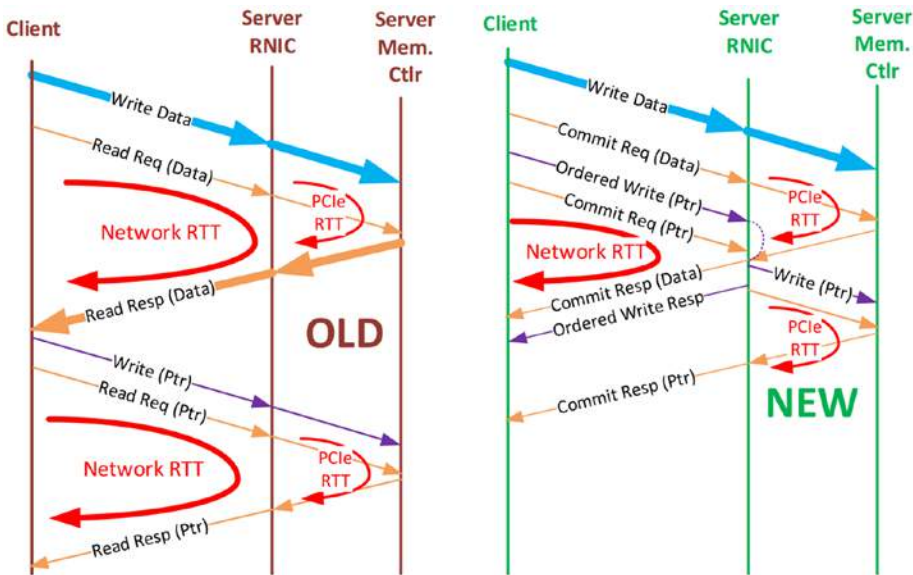 Client
Server
RNIC
Server
Mem.
Ctlr
Write Data
Read Req (Data)
PCIe
RTT
Network RTT
Read Resp (Data)
OLD
Write (Ptr)
Read Req (Ptr)
PCIe
RTT
Network RTT
Read Resp (Ptr)
Client
Server
RNIC
Server
Mem.
Ctlr
Write Data
Commit Req (Data)
Ordered Write (Ptr)
Commit Req (Ptr)
PCIe
RTT
Network RTT
Commit Resp (Data)
Write (Ptr)
Ordered Write Resp
PCIe
RTT
Commit Resp (Ptr)
NEW